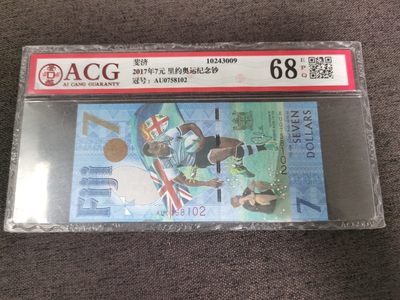 ACG
AI CANG GUARANTY
斐济 10243009
2017年7元 里约奥运纪念钞
冠号: AU0758102
68 EPQ
7
FIJI
SEVEN
DOLLARS
7
AU0758102